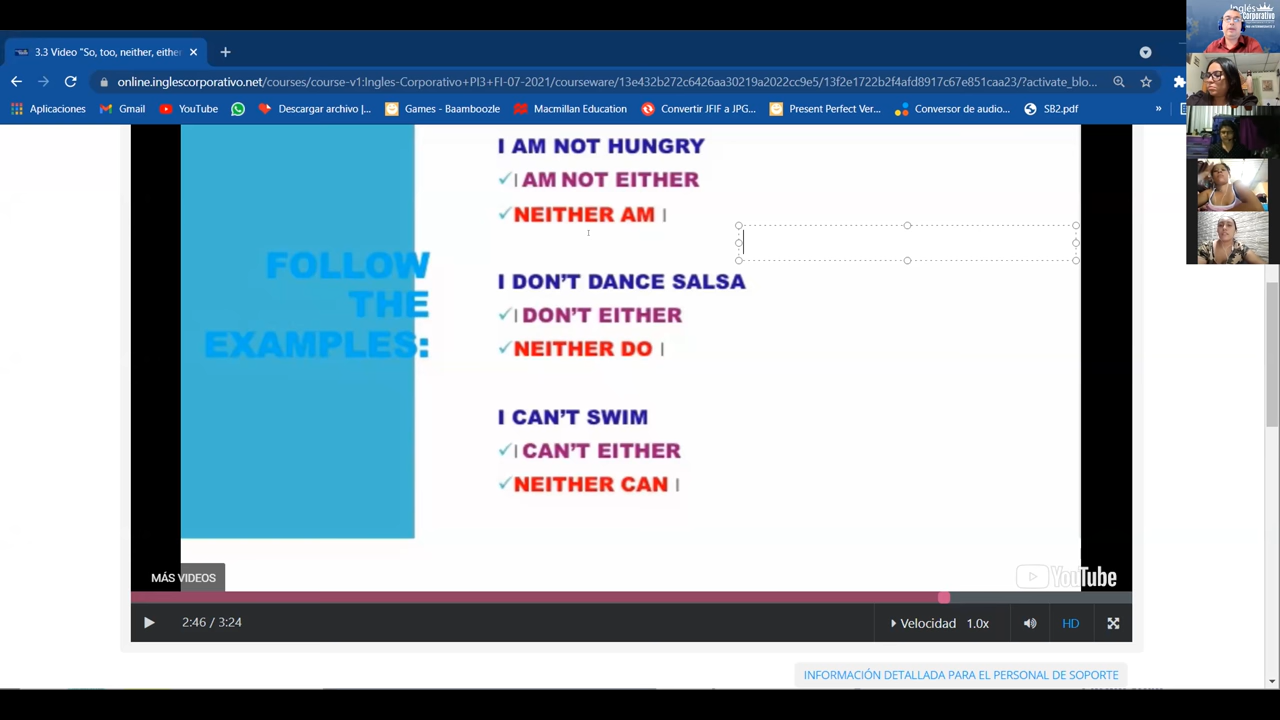 3.3 Video "So, too, neither, eithe
online.inglescorporativo.net/courses/course-v1:Ingles-Corporativo+PI3+FI-07-2021/courseware/13e432b272c6426aa30219a2022cc9e5/13f2e1722b2f4afd8917c67e851caa23/?activate_blo...
Aplicaciones Gmail YouTube Descargar archivo |... Games - Baamboozle Macmillan Education Convertir JFIF a JPG... Present Perfect Ver... Conversor de audio... SB2.pdf »
Inglés
Corporativo
I AM NOT HUNGRY
✓I AM NOT EITHER
✓NEITHER AM I
FOLLOW
THE
EXAMPLES:
I DON'T DANCE SALSA
✓I DON'T EITHER
✓NEITHER DO I
I CAN'T SWIM
✓I CAN'T EITHER
✓NEITHER CAN I
MÁS VIDEOS
YouTube
2:46 / 3:24
Velocidad 1.0x
HD
INFORMACIÓN DETALLADA PARA EL PERSONAL DE SOPORTE